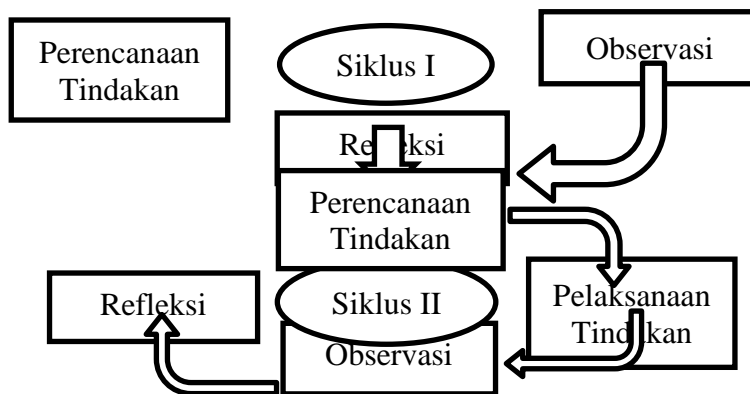 Perencanaan
Tindakan
Siklus I
Observasi
Refleksi
Perencanaan
Tindakan
Refleksi
Siklus II
Pelaksanaan
Tindakan
Observasi